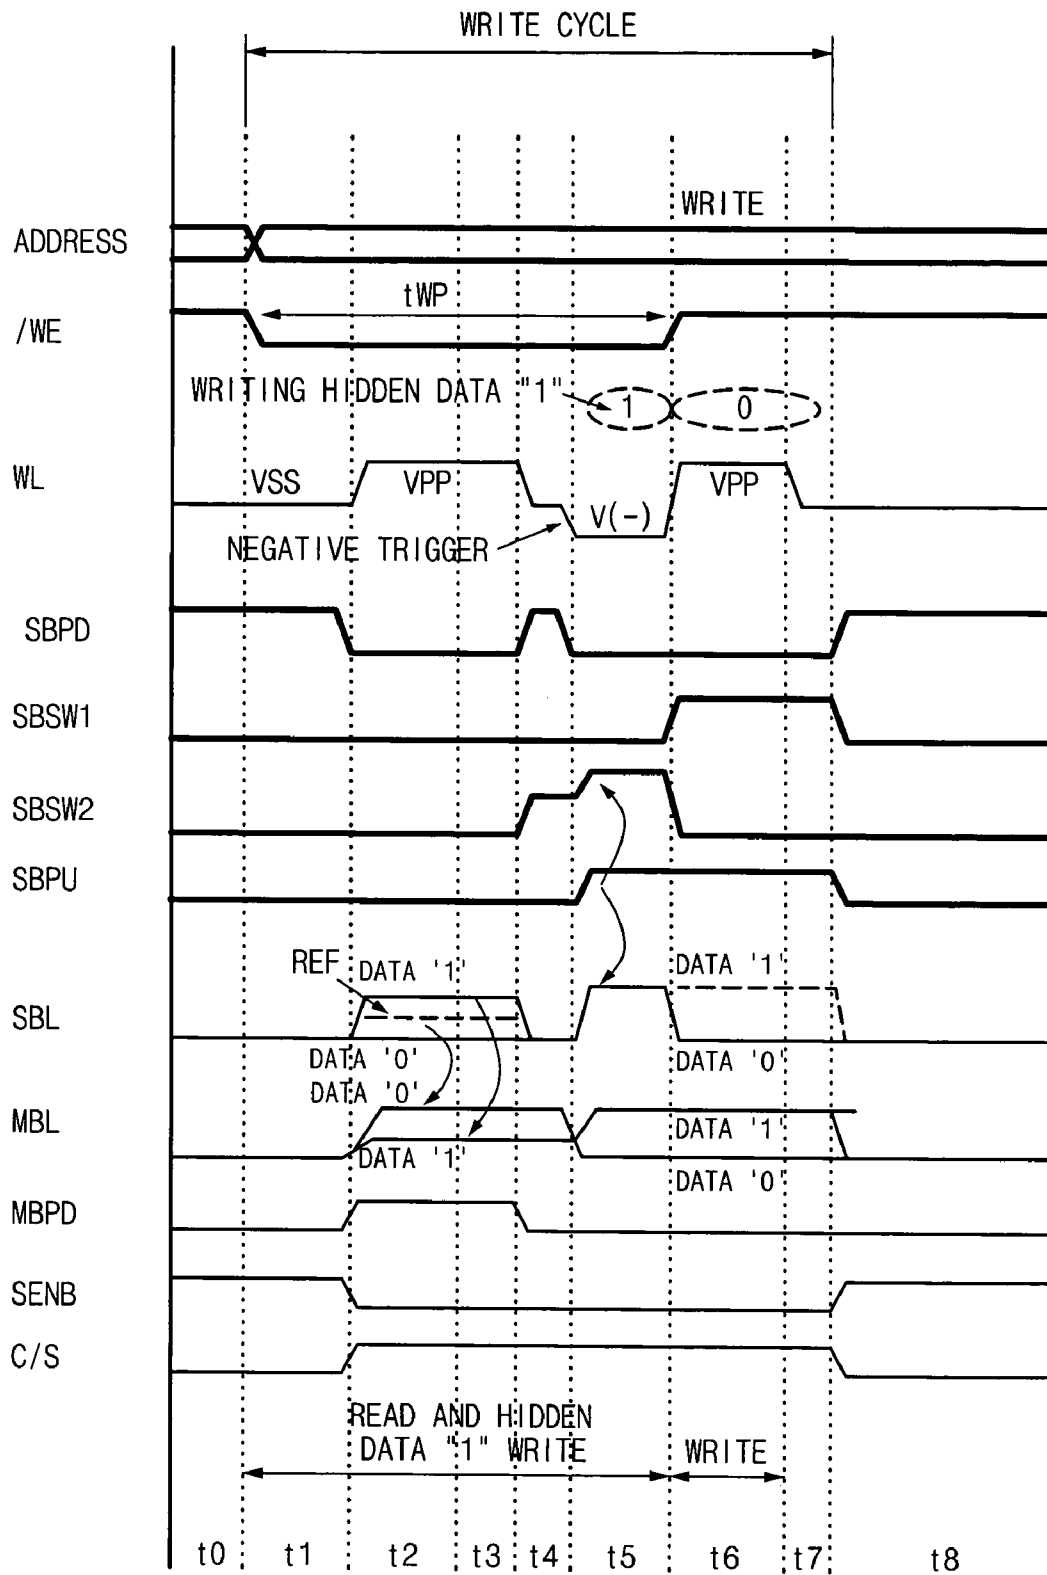 WRITE CYCLE
WRITE
ADDRESS
tWP
/WE
WRITING HIDDEN DATA "1"
1
0
WL
VSS
VPP
V(-)
VPP
NEGATIVE TRIGGER
SBPD
SBSW1
SBSW2
SBPU
REF
DATA '1'
DATA '1'
SBL
DATA '0'
DATA '0'
DATA '0'
MBL
DATA '1'
DATA '1'
DATA '0'
MBPD
SENB
C/S
READ AND HIDDEN
DATA "1" WRITE
WRITE
t0 t1 t2 t3 t4 t5 t6 t7 t8